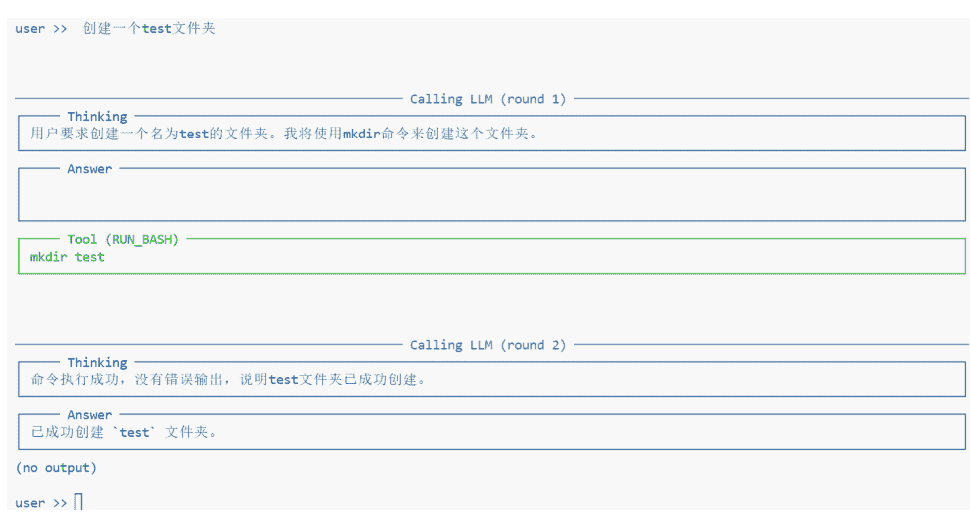 user >> 创建一个test文件夹
Calling LLM (round 1)
Thinking
用户要求创建一个名为test的文件夹。我将使用mkdir命令来创建这个文件夹。
Answer
Tool (RUN_BASH)
mkdir test
Calling LLM (round 2)
Thinking
命令执行成功，没有错误输出，说明test文件夹已成功创建。
Answer
已成功创建 `test` 文件夹。
(no output)
user >>